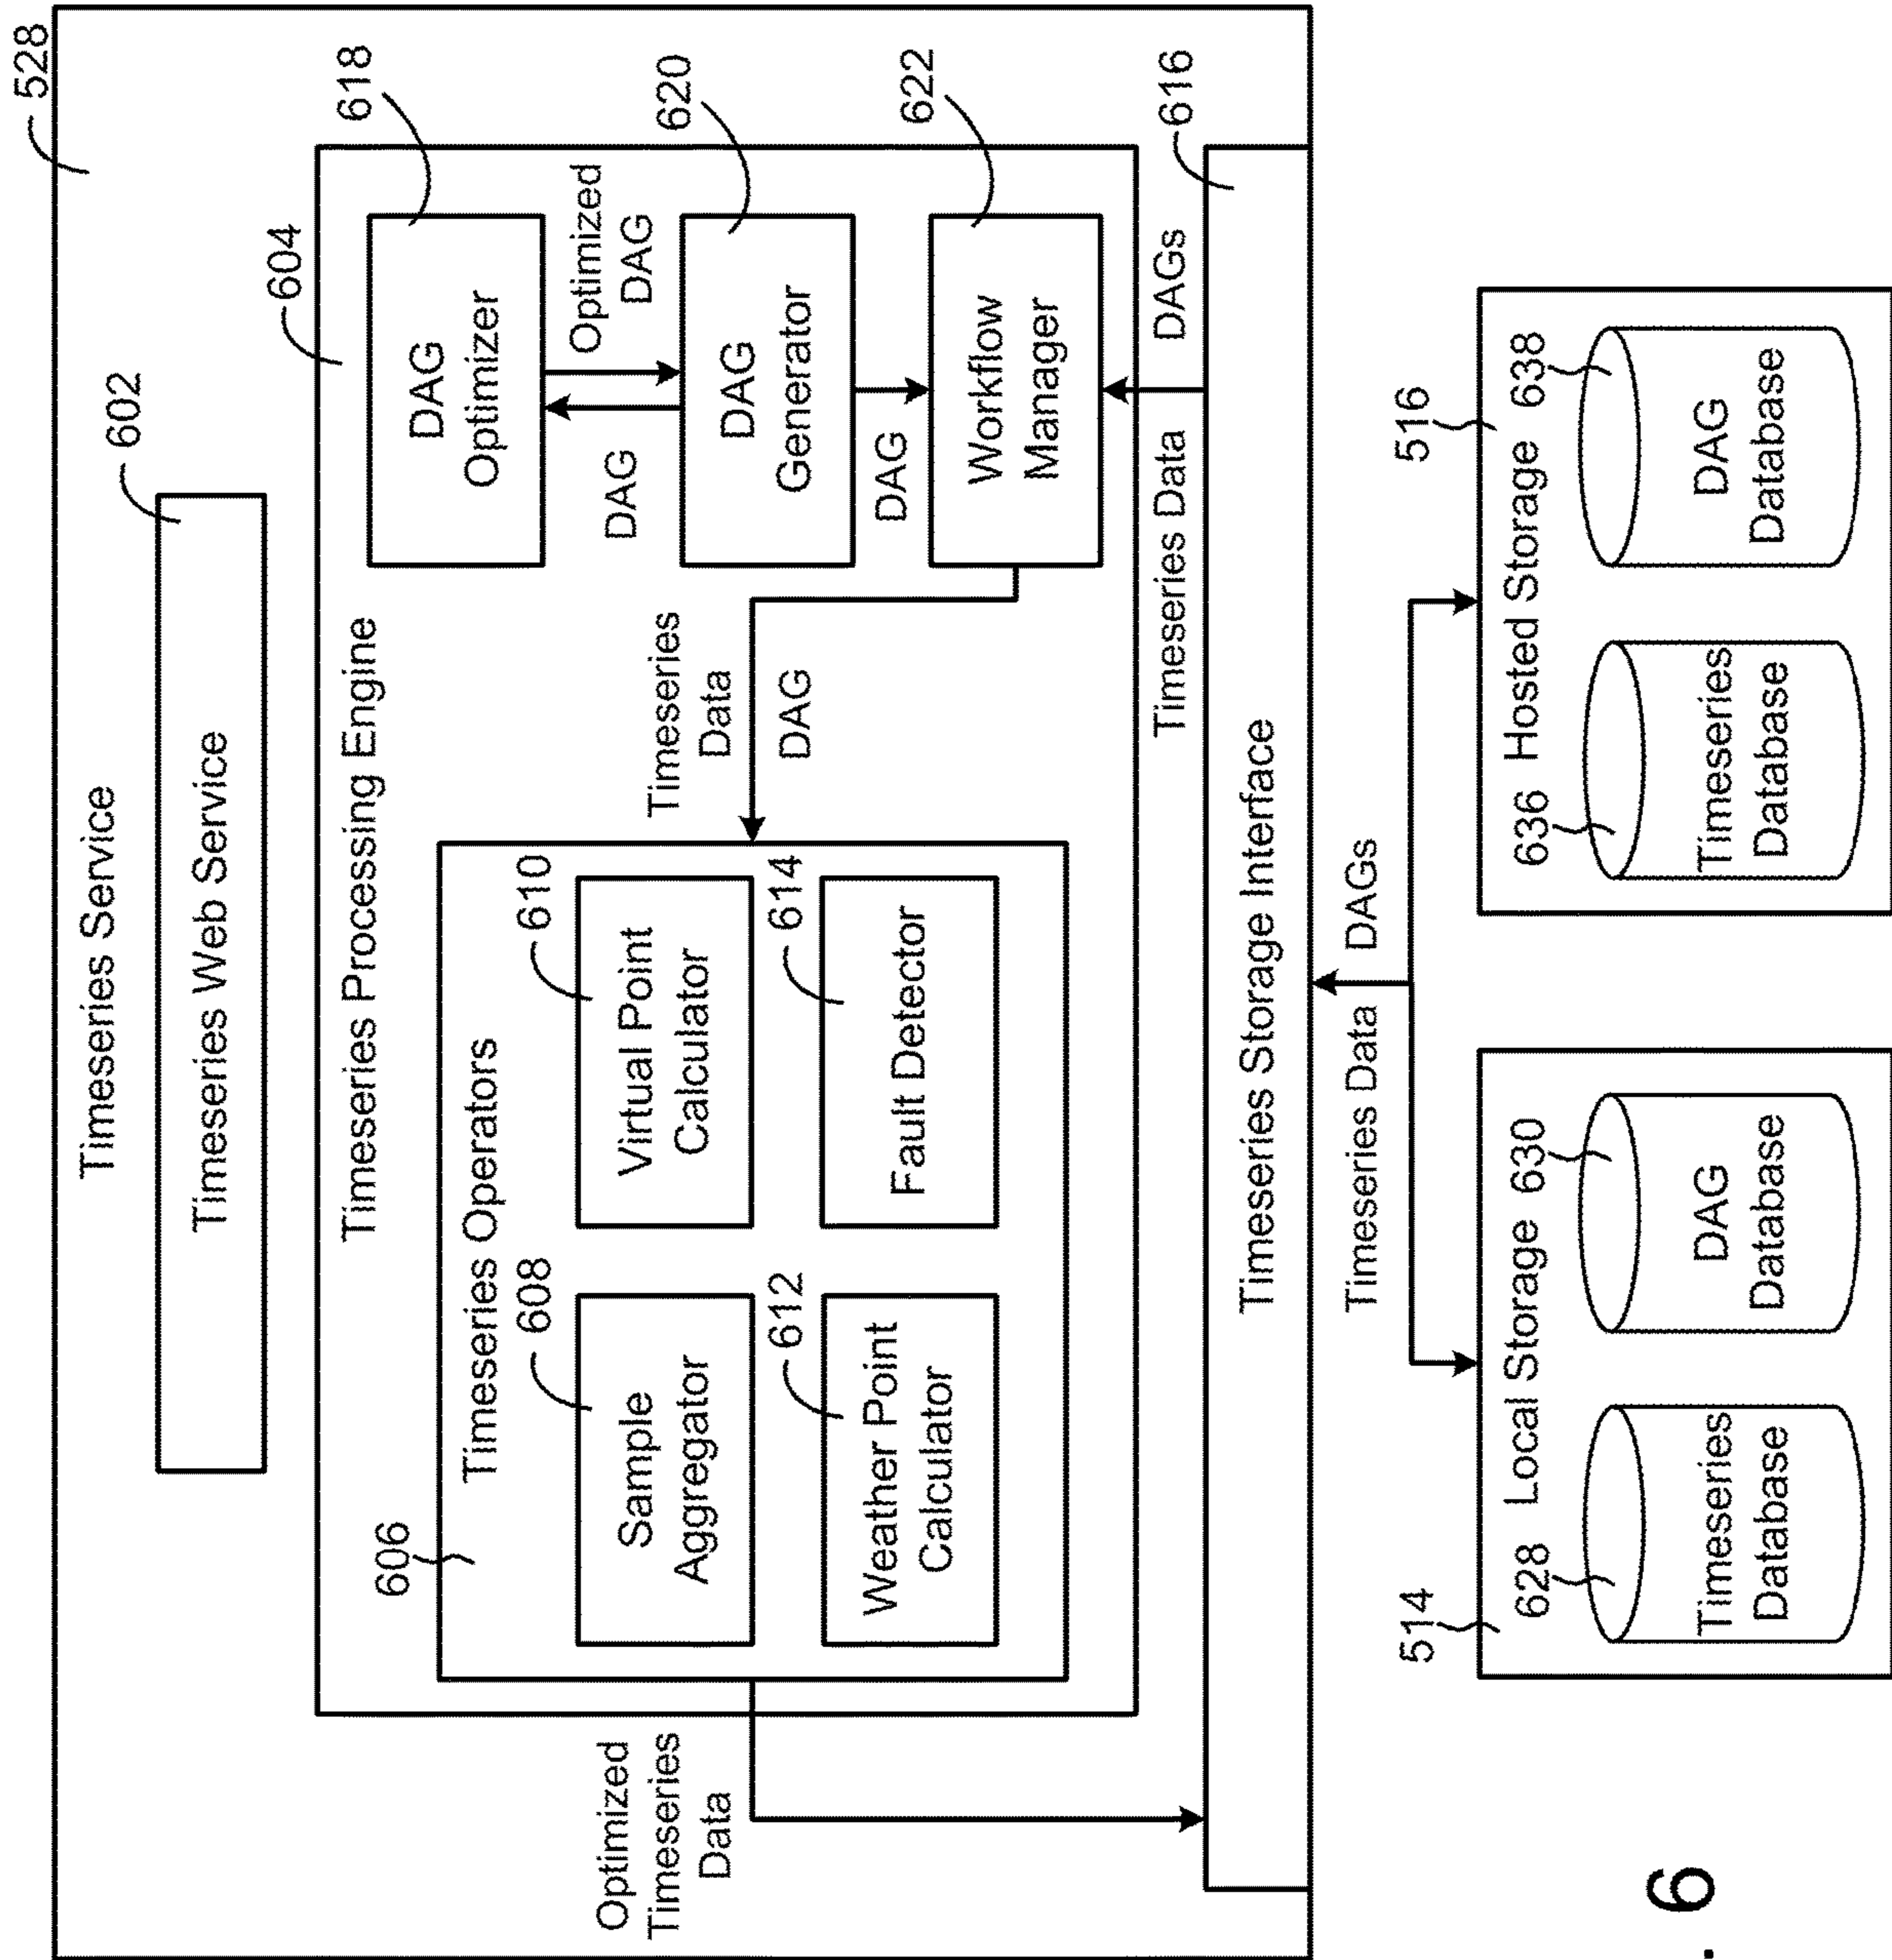 528
Timeseries Service
602
Timeseries Web Service
604
Timeseries Processing Engine
618
DAG
Optimizer
606
Timeseries Operators
608
Sample
Aggregator
610
Virtual Point
Calculator
DAG
Optimized
DAG
620
DAG
Generator
Optimized
Timeseries
Data
Timeseries
Data
DAG
612
Weather Point
Calculator
614
Fault Detector
DAG
622
Workflow
Manager
Timeseries Data
DAGs
616
Timeseries Storage Interface
Timeseries Data
DAGs
514
516
Local Storage
628
630
Timeseries
Database
DAG
Database
Hosted Storage
636
638
Timeseries
Database
DAG
Database
. 6